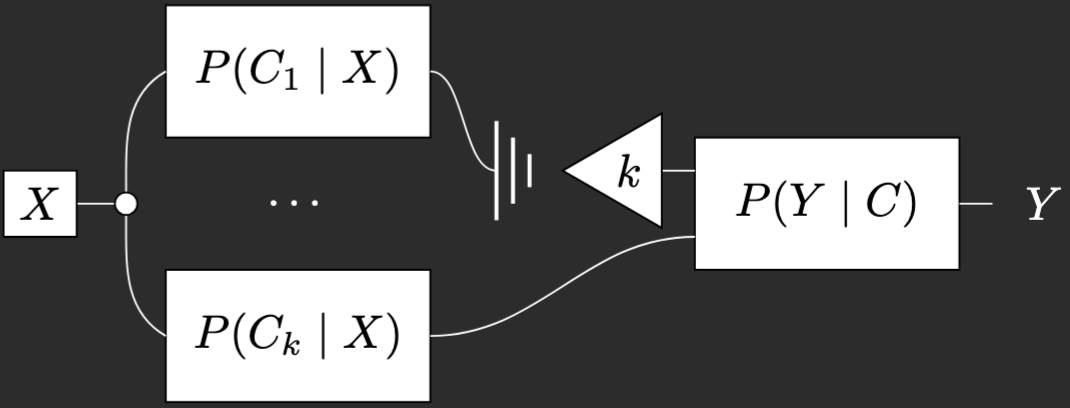 P(C₁ | X)
X
...
k
P(Y | C)
Y
P(Cₖ | X)